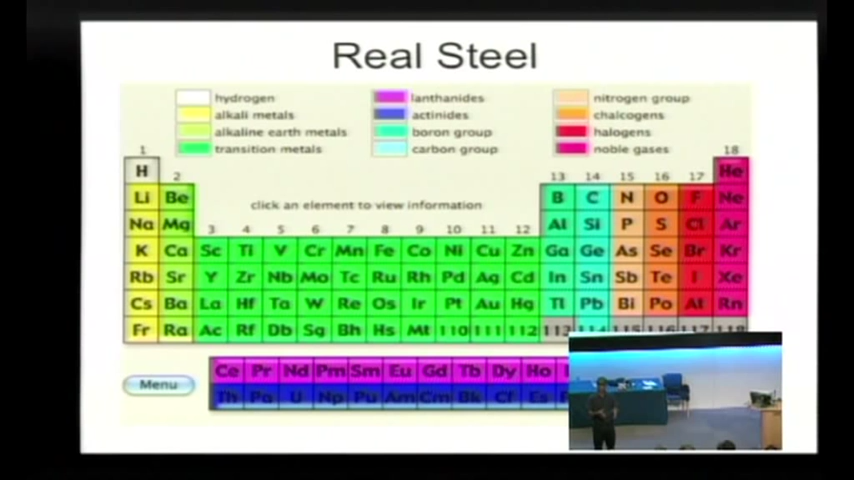 Real Steel
hydrogen lanthanides nitrogen group
alkali metals actinides chalcogens
alkaline earth metals boron group halogens
transition metals carbon group noble gases
1 18
H 2 13 14 15 16 17 He
Li Be click an element to view information B C N O F Ne
Na Mg 3 4 5 6 7 8 9 10 11 12 Al Si P S Cl Ar
K Ca Sc Ti V Cr Mn Fe Co Ni Cu Zn Ga Ge As Se Br Kr
Rb Sr Y Zr Nb Mo Tc Ru Rh Pd Ag Cd In Sn Sb Te I Xe
Cs Ba La Hf Ta W Re Os Ir Pt Au Hg Tl Pb Bi Po At Rn
Fr Ra Ac Rf Db Sg Bh Hs Mt 110 111 112 113 114 115 116 117 118
Ce Pr Nd Pm Sm Eu Gd Tb Dy Ho
Menu
Th Pa U Np Pu Am Cm Bk Cf Es